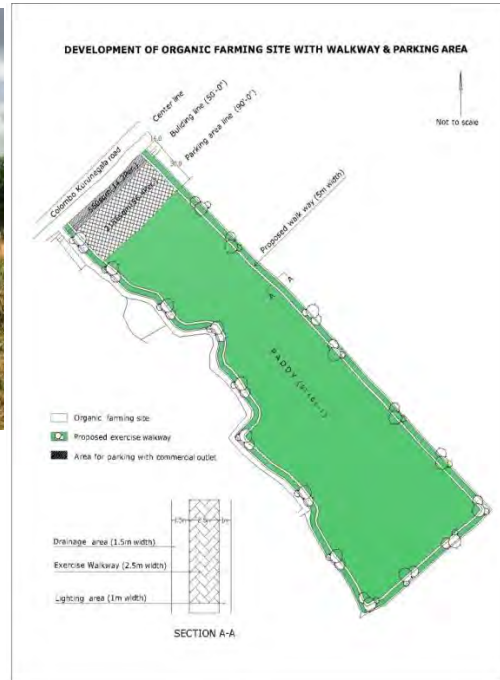 DEVELOPMENT OF ORGANIC FARMING SITE WITH WALKWAY & PARKING AREA
Not to scale
Center line
Building line (50'-0")
Parking area line (90'-0")
Colombo Kurunegala road
Proposed walk way (5m width)
A
A
PADDY
Organic farming site
Proposed exercise walkway
Area for parking with commercial outlet
Drainage area (1.5m width)
Exercise Walkway (2.5m width)
Lighting area (1m width)
SECTION A-A